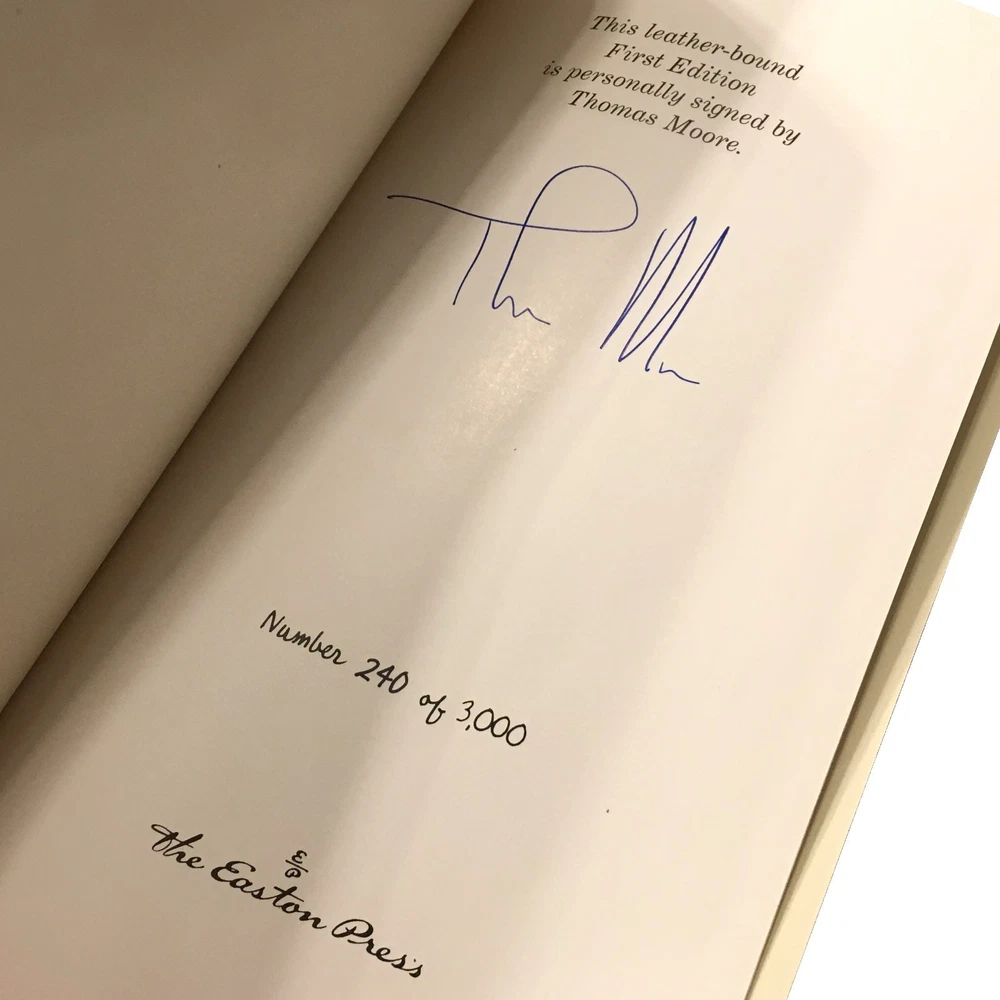 This leather-bound
First Edition
is personally signed by
Thomas Moore.
Number 240 of 3,000
E/P
The Easton Press